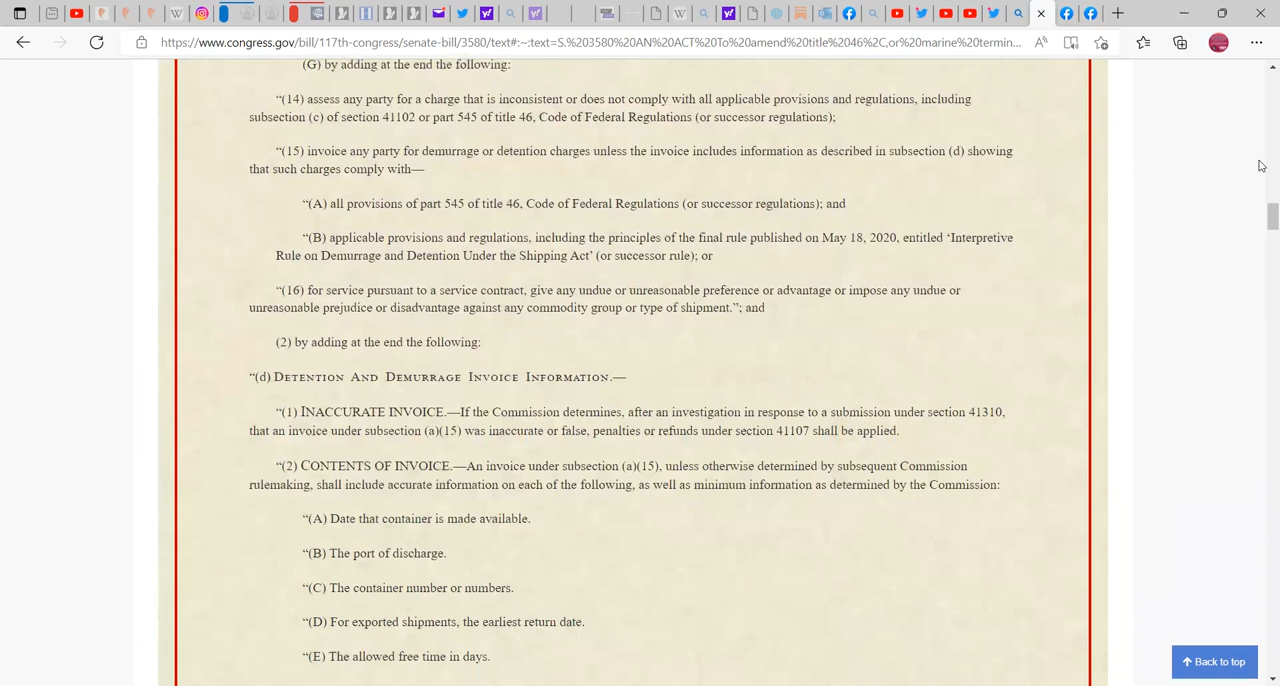 https://www.congress.gov/bill/117th-congress/senate-bill/3580/text#:~:text=S.%203580%20AN%20ACT%20To%20amend%20title%2046%2C,or%20marine%20termin...
(G) by adding at the end the following:
“(14) assess any party for a charge that is inconsistent or does not comply with all applicable provisions and regulations, including
subsection (c) of section 41102 or part 545 of title 46, Code of Federal Regulations (or successor regulations);
“(15) invoice any party for demurrage or detention charges unless the invoice includes information as described in subsection (d) showing
that such charges comply with—
“(A) all provisions of part 545 of title 46, Code of Federal Regulations (or successor regulations); and
“(B) applicable provisions and regulations, including the principles of the final rule published on May 18, 2020, entitled ‘Interpretive
Rule on Demurrage and Detention Under the Shipping Act’ (or successor rule); or
“(16) for service pursuant to a service contract, give any undue or unreasonable preference or advantage or impose any undue or
unreasonable prejudice or disadvantage against any commodity group or type of shipment.”; and
(2) by adding at the end the following:
“(d) DETENTION AND DEMURRAGE INVOICE INFORMATION.—
“(1) INACCURATE INVOICE.—If the Commission determines, after an investigation in response to a submission under section 41310,
that an invoice under subsection (a)(15) was inaccurate or false, penalties or refunds under section 41107 shall be applied.
“(2) CONTENTS OF INVOICE.—An invoice under subsection (a)(15), unless otherwise determined by subsequent Commission
rulemaking, shall include accurate information on each of the following, as well as minimum information as determined by the Commission:
“(A) Date that container is made available.
“(B) The port of discharge.
“(C) The container number or numbers.
“(D) For exported shipments, the earliest return date.
“(E) The allowed free time in days.
Back to top